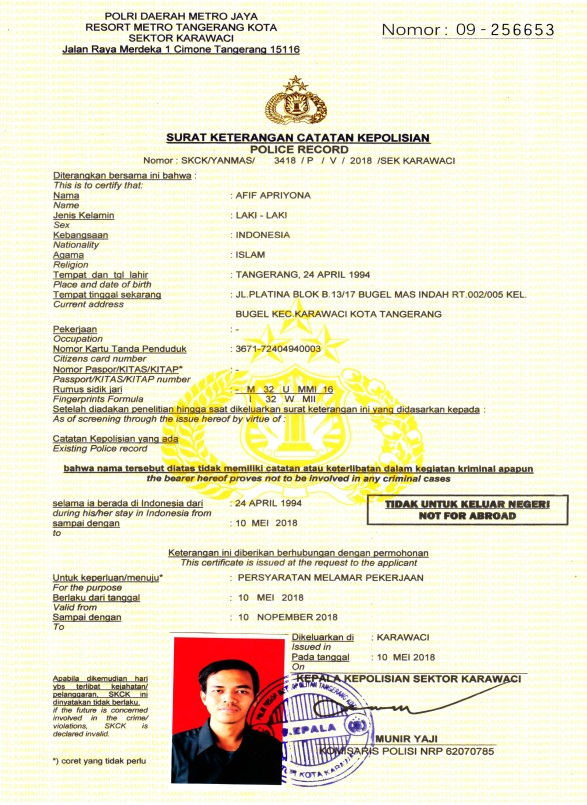 POLRI DAERAH METRO JAYA
RESORT METRO TANGERANG KOTA
SEKTOR KARAWACI
Jalan Raya Merdeka 1 Cimone Tangerang 15116
Nomor: 09 - 256653
SURAT KETERANGAN CATATAN KEPOLISIAN
POLICE RECORD
Nomor : SKCK/YANMAS/ 3418 / P / V / 2018 /SEK KARAWACI
Diterangkan bersama ini bahwa :
This is to certify that:
Nama : AFIF APRIYONA
Name
Jenis Kelamin : LAKI - LAKI
Sex
Kebangsaan : INDONESIA
Nationality
Agama : ISLAM
Religion
Tempat dan tgl lahir : TANGERANG, 24 APRIL 1994
Place and date of birth
Tempat tinggal sekarang : JL.PLATINA BLOK B.13/17 BUGEL MAS INDAH RT.002/005 KEL.
Current address
BUGEL KEC.KARAWACI KOTA TANGERANG
Pekerjaan : -
Occupation
Nomor Kartu Tanda Penduduk : 3671-72404940003
Citizens card number
Nomor Paspor/KITAS/KITAP* : -
Passport/KITAS/KITAP number
Rumus sidik jari : - M 32 U MMI 16
Fingerprints Formula I 32 W MII
Setelah diadakan penelitian hingga saat dikeluarkan surat keterangan ini yang didasarkan kepada :
As of screening through the issue hereof by virtue of :
Catatan Kepolisian yang ada
Existing Police record
bahwa nama tersebut diatas tidak memiliki catatan atau keterlibatan dalam kegiatan kriminal apapun
the bearer hereof proves not to be involved in any criminal cases
selama ia berada di Indonesia dari : 24 APRIL 1994
during his/her stay in Indonesia from
sampai dengan : 10 MEI 2018
to
TIDAK UNTUK KELUAR NEGERI
NOT FOR ABROAD
Keterangan ini diberikan berhubungan dengan permohonan
This certificate is issued at the request to the applicant
Untuk keperluan/menuju* : PERSYARATAN MELAMAR PEKERJAAN
For the purpose
Berlaku dari tanggal : 10 MEI 2018
Valid from
Sampai dengan : 10 NOPEMBER 2018
To
Dikeluarkan di : KARAWACI
Issued in
Pada tanggal : 10 MEI 2018
On
KEPALA KEPOLISIAN SEKTOR KARAWACI
MUNIR YAJI
KOMISARIS POLISI NRP 62070785
Apabila dikemudian hari
ybs terlibat kejahatan/
pelanggaran, SKCK ini
dinyatakan tidak berlaku.
if the future is concerned
involved in the crime/
violations, SKCK is
declared invalid.
*) coret yang tidak perlu